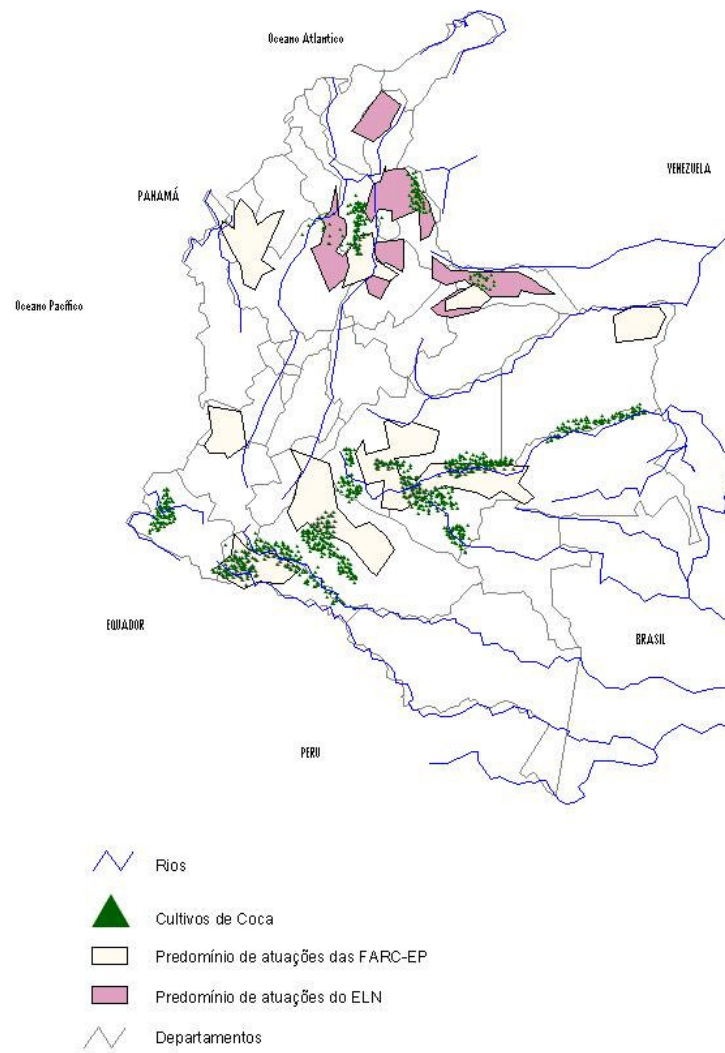 Oceano Atlantico
VENEZUELA
PANAMÁ
Oceano Pacífico
EQUADOR
BRASIL
PERU
Rios
Cultivos de Coca
Predomínio de atuações das FARC-EP
Predomínio de atuações do ELN
Departamentos